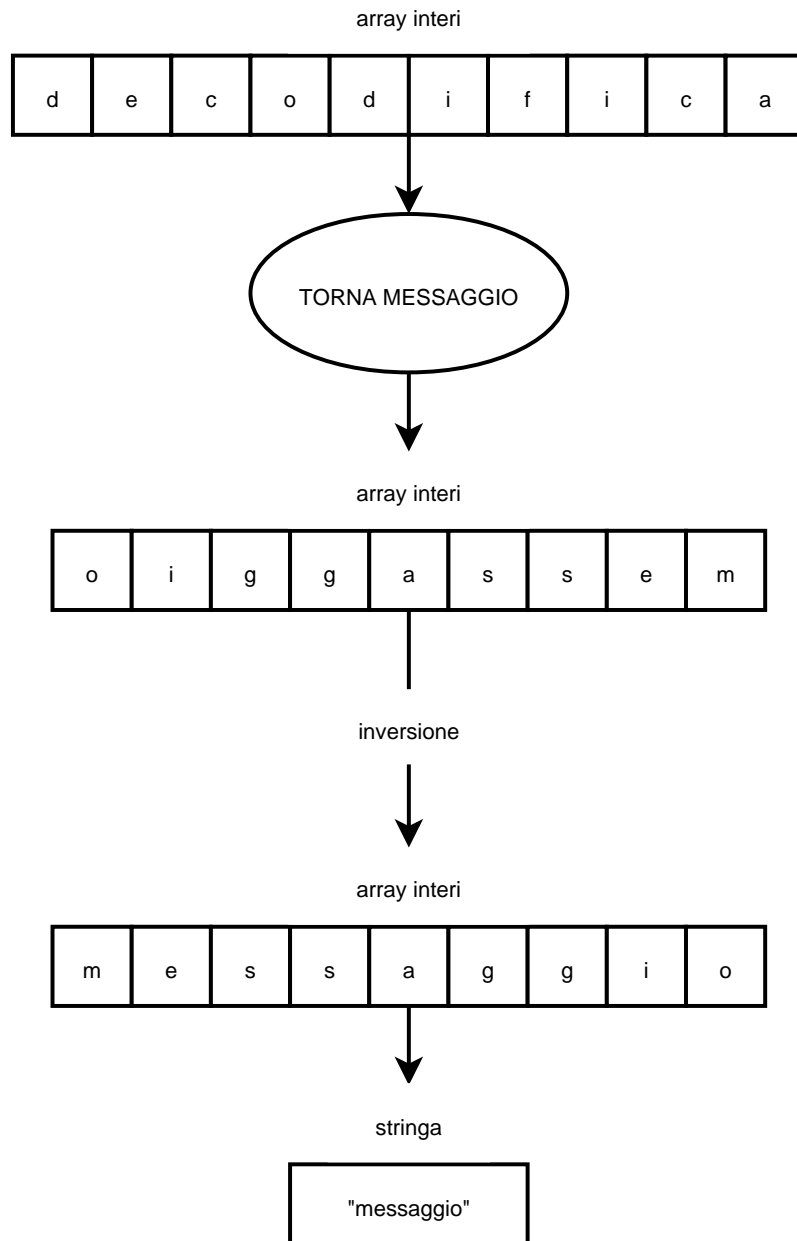 array interi
d e c o d i f i c a
TORNA MESSAGGIO
array interi
o i g g a s s e m
inversione
array interi
m e s s a g g i o
stringa
"messaggio"